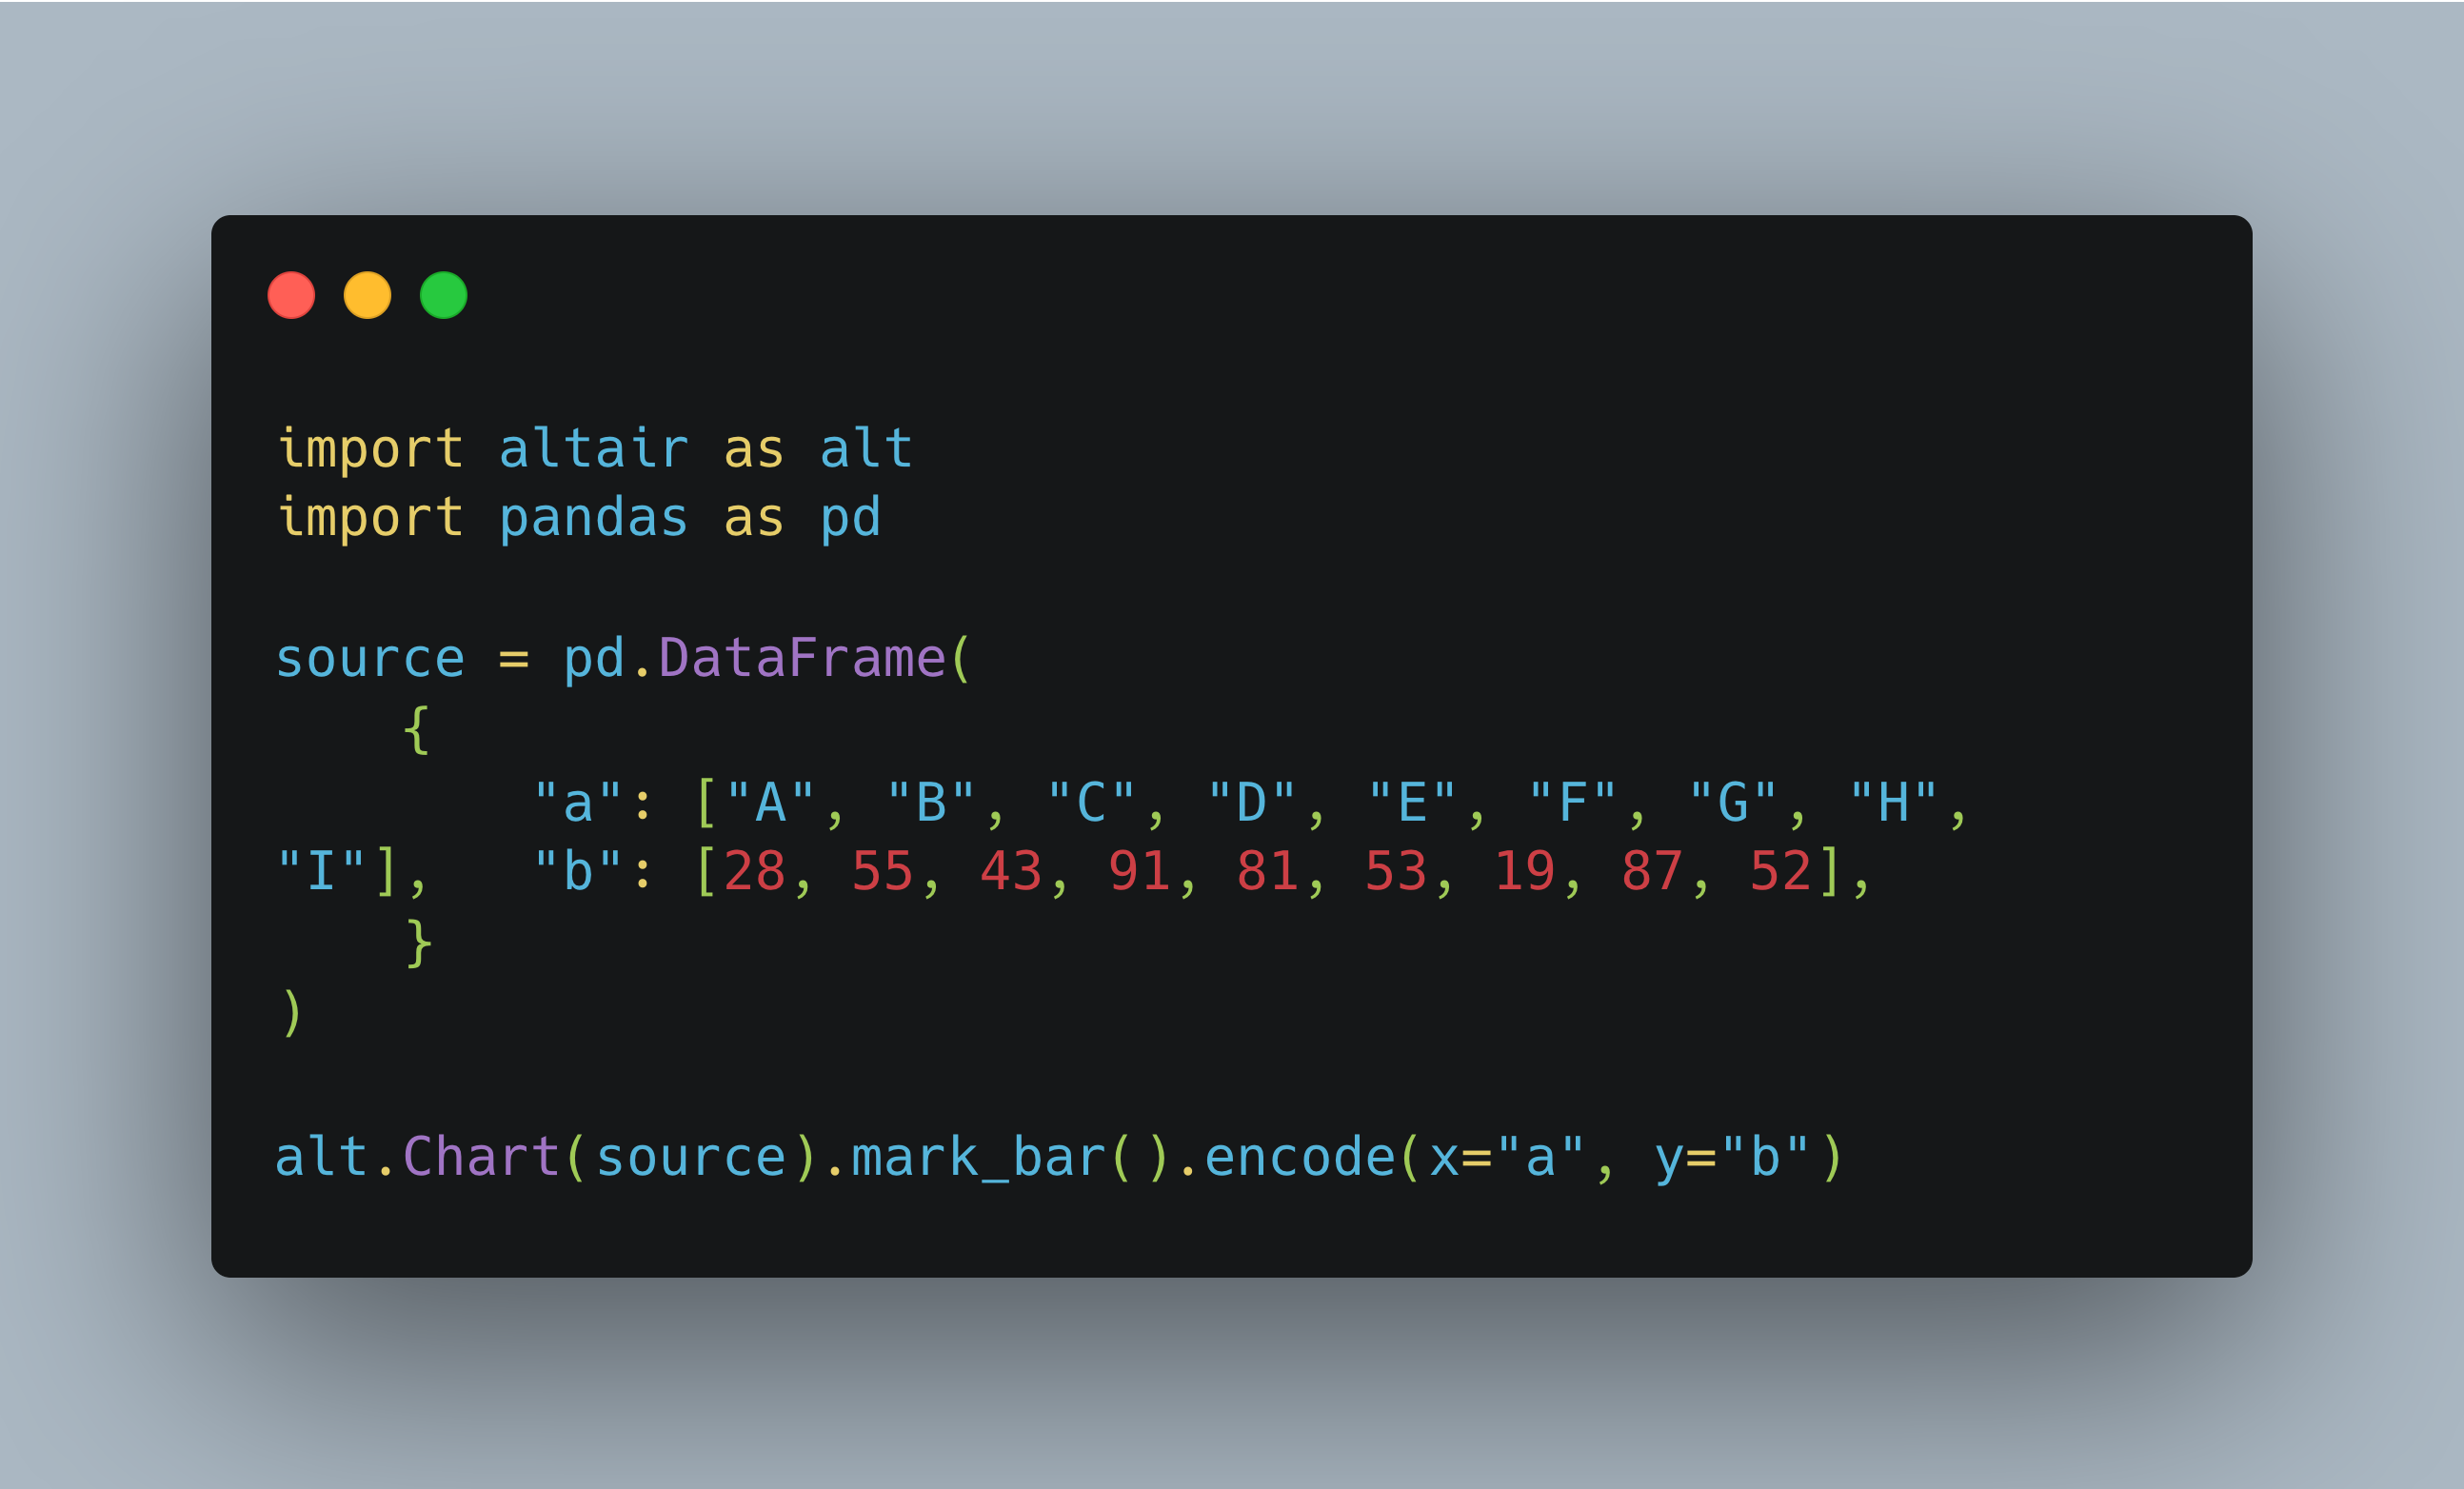 import altair as alt
import pandas as pd
source = pd.DataFrame(
    {
        "a": ["A", "B", "C", "D", "E", "F", "G", "H",
"I"],   "b": [28, 55, 43, 91, 81, 53, 19, 87, 52],
    }
)
alt.Chart(source).mark_bar().encode(x="a", y="b")